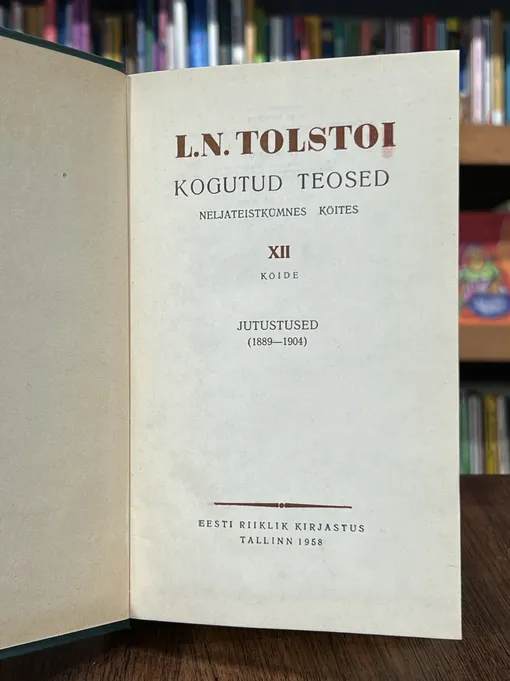 L.N. TOLSTOI
KOGUTUD TEOSED
NELJATEISTKÜMNES KÖITES
XII
KÖIDE
JUTUSTUSED
(1889—1904)
EESTI RIIKLIK KIRJASTUS
TALLINN 1958